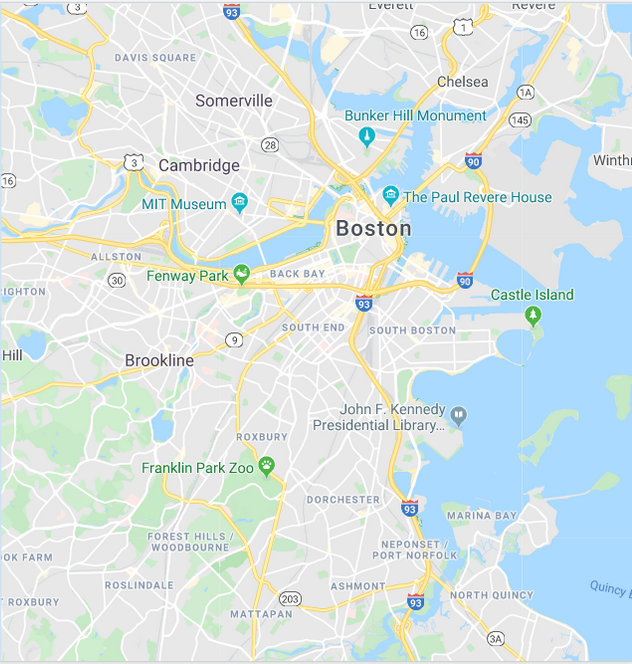 3
93
Everett
Revere
16
1
DAVIS SQUARE
Chelsea
Somerville
1A
Bunker Hill Monument
145
28
3
Cambridge
90
Winthr
16
MIT Museum
The Paul Revere House
Boston
ALLSTON
Fenway Park
BACK BAY
30
90
IGHTON
Castle Island
93
SOUTH END
SOUTH BOSTON
9
Hill
Brookline
John F. Kennedy
Presidential Library...
ROXBURY
Franklin Park Zoo
DORCHESTER
93
MARINA BAY
FOREST HILLS /
WOODBOURNE
NEPONSET /
PORT NORFOLK
OK FARM
ROSLINDALE
ASHMONT
Quincy B
T ROXBURY
203
93
NORTH QUINCY
MATTAPAN
3A